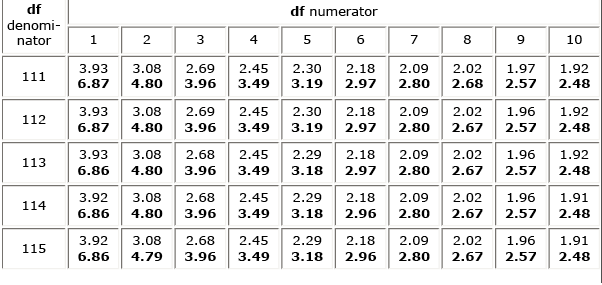 df
denomi-
nator
df numerator
1 2 3 4 5 6 7 8 9 10
111
3.93 3.08 2.69 2.45 2.30 2.18 2.09 2.02 1.97 1.92
6.87 4.80 3.96 3.49 3.19 2.97 2.80 2.68 2.57 2.48
112
3.93 3.08 2.69 2.45 2.30 2.18 2.09 2.02 1.96 1.92
6.87 4.80 3.96 3.49 3.19 2.97 2.80 2.67 2.57 2.48
113
3.93 3.08 2.68 2.45 2.29 2.18 2.09 2.02 1.96 1.92
6.86 4.80 3.96 3.49 3.18 2.97 2.80 2.67 2.57 2.48
114
3.92 3.08 2.68 2.45 2.29 2.18 2.09 2.02 1.96 1.91
6.86 4.80 3.96 3.49 3.18 2.96 2.80 2.67 2.57 2.48
115
3.92 3.08 2.68 2.45 2.29 2.18 2.09 2.02 1.96 1.91
6.86 4.79 3.96 3.49 3.18 2.96 2.80 2.67 2.57 2.48